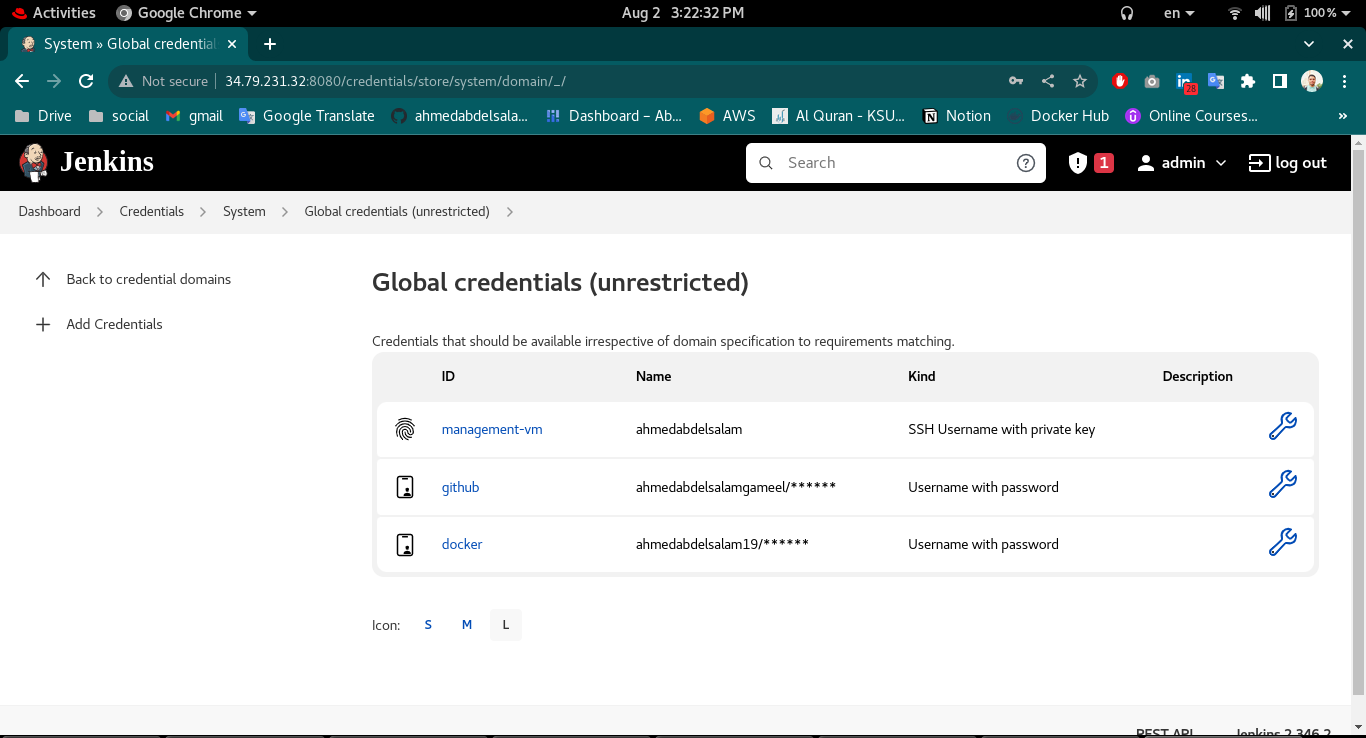 Activities Google Chrome Aug 2 3:22:32 PM en 100%
System » Global credential
Not secure 34.79.231.32:8080/credentials/store/system/domain/_/ 28
Drive social gmail Google Translate ahmedabdelsala... Dashboard – Ab... AWS Al Quran - KSU... Notion Docker Hub Online Courses... »
Jenkins Search 1 admin log out
Dashboard Credentials System Global credentials (unrestricted)
Back to credential domains
Add Credentials
Global credentials (unrestricted)
Credentials that should be available irrespective of domain specification to requirements matching.
ID Name Kind Description
management-vm ahmedabdelsalam SSH Username with private key
github ahmedabdelsalamgameel/****** Username with password
docker ahmedabdelsalam19/****** Username with password
Icon: S M L
REST API Jenkins 2.346.2